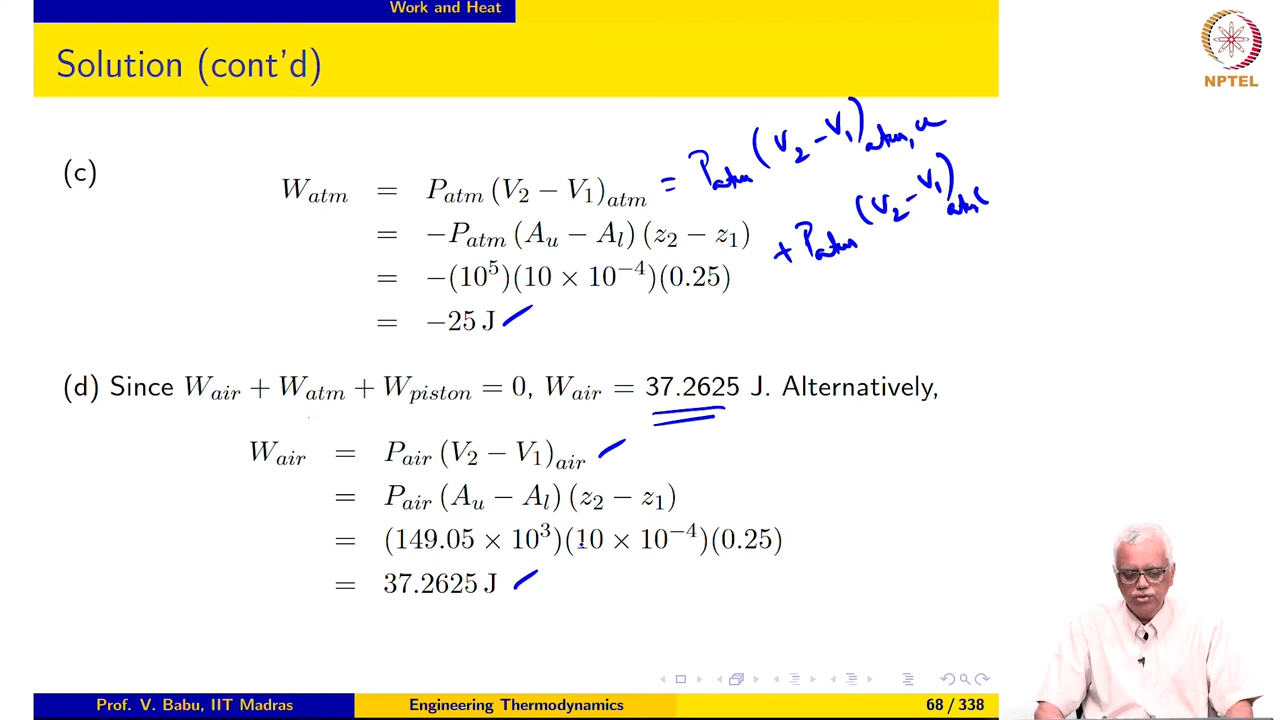 Work and Heat
Solution (cont'd)
NPTEL
(c)
W_atm = P_atm (V_2 − V_1)_atm = P_atm (V_2 − V_1)_atm,u
= −P_atm (A_u − A_l) (z_2 − z_1) + P_atm (V_2 − V_1)_atm,l
= −(10^5)(10 × 10^−4)(0.25)
= −25 J ✓
(d) Since W_air + W_atm + W_piston = 0, W_air = 37.2625 J. Alternatively,
W_air = P_air (V_2 − V_1)_air ✓
= P_air (A_u − A_l) (z_2 − z_1)
= (149.05 × 10^3)(10 × 10^−4)(0.25)
= 37.2625 J ✓
Prof. V. Babu, IIT Madras Engineering Thermodynamics 68 / 338